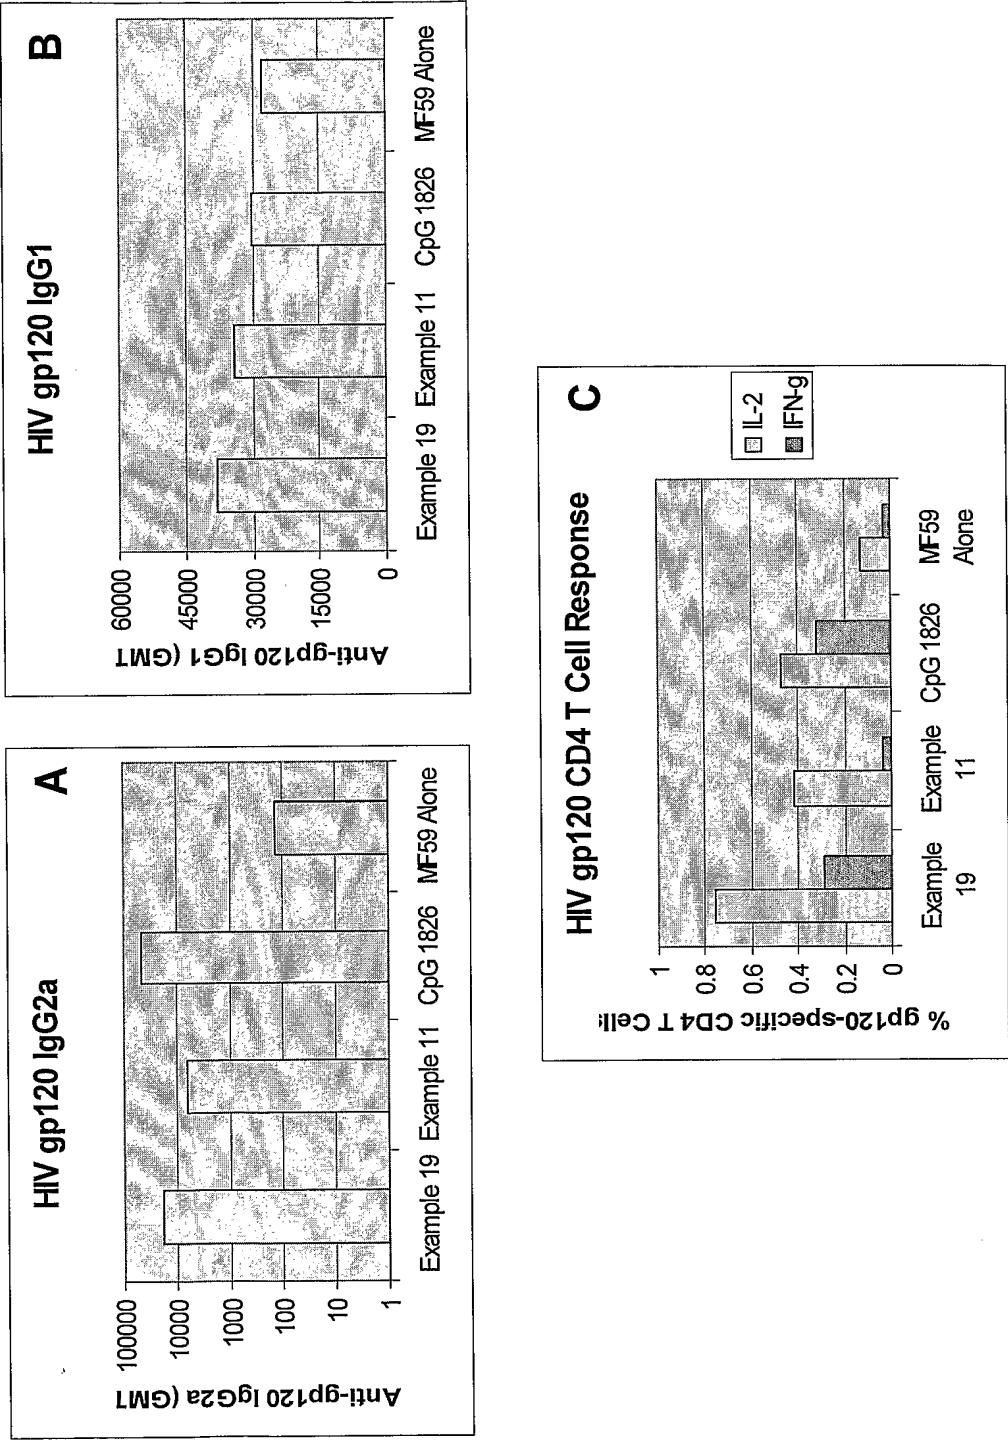 A
HIV gp120 IgG2a
Anti-gp120 IgG2a (GMT)
100000
10000
1000
100
10
1
Example 19 Example 11 CpG 1826 MF59 Alone
B
HIV gp120 IgG1
Anti-gp120 IgG1 (GMT)
60000
45000
30000
15000
0
Example 19 Example 11 CpG 1826 MF59 Alone
C
HIV gp120 CD4 T Cell Response
% gp120-specific CD4 T Cell
1
0.8
0.6
0.4
0.2
0
Example 19
Example 11
CpG 1826
MF59 Alone
IL-2
IFN-g